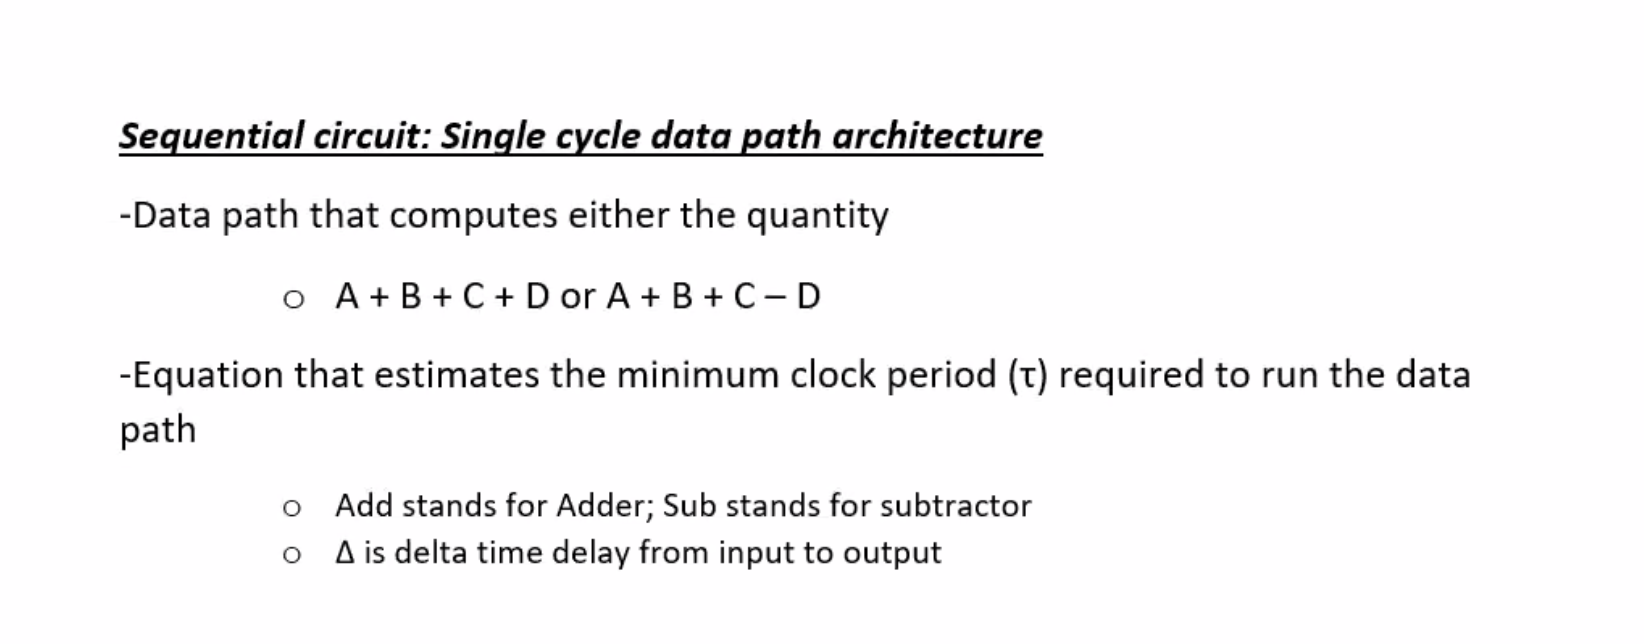 Sequential circuit: Single cycle data path architecture
-Data path that computes either the quantity
o A + B + C + D or A + B + C – D
-Equation that estimates the minimum clock period (τ) required to run the data
path
o Add stands for Adder; Sub stands for subtractor
o Δ is delta time delay from input to output